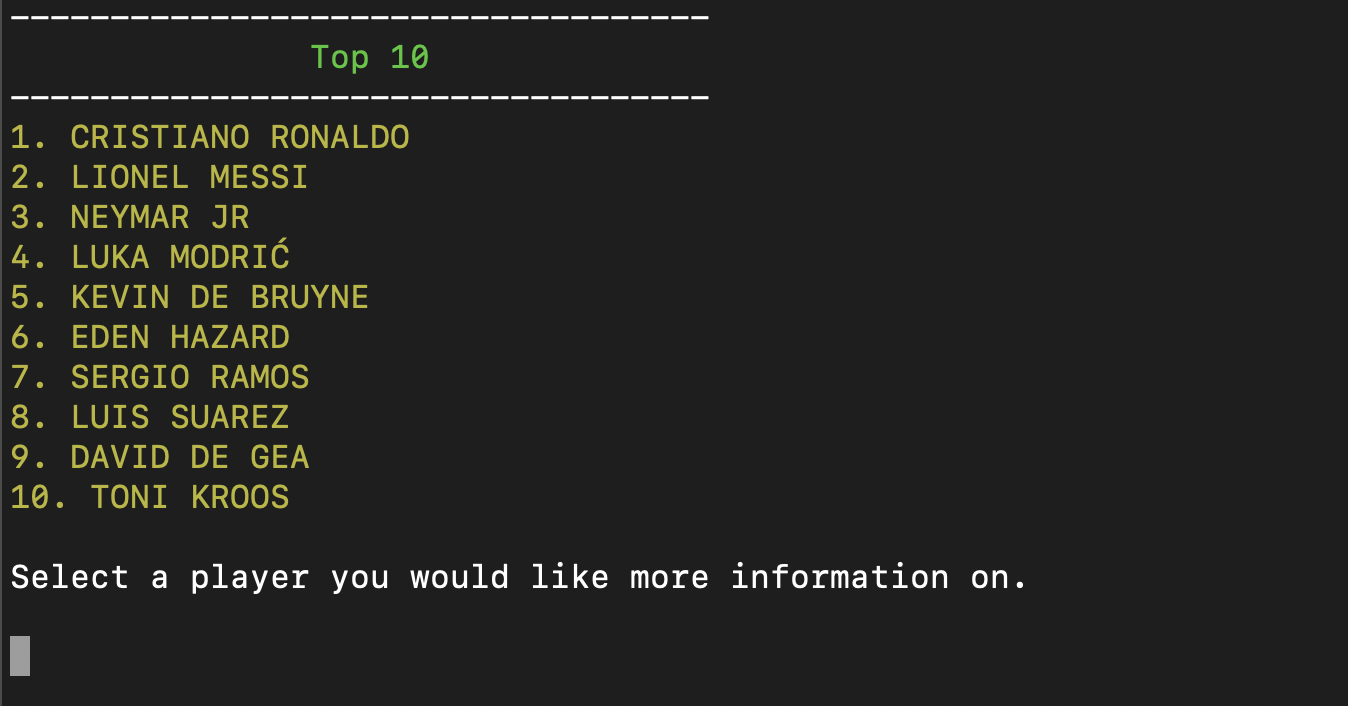 -----------------------------------
Top 10
-----------------------------------
1. CRISTIANO RONALDO
2. LIONEL MESSI
3. NEYMAR JR
4. LUKA MODRIĆ
5. KEVIN DE BRUYNE
6. EDEN HAZARD
7. SERGIO RAMOS
8. LUIS SUAREZ
9. DAVID DE GEA
10. TONI KROOS
Select a player you would like more information on.